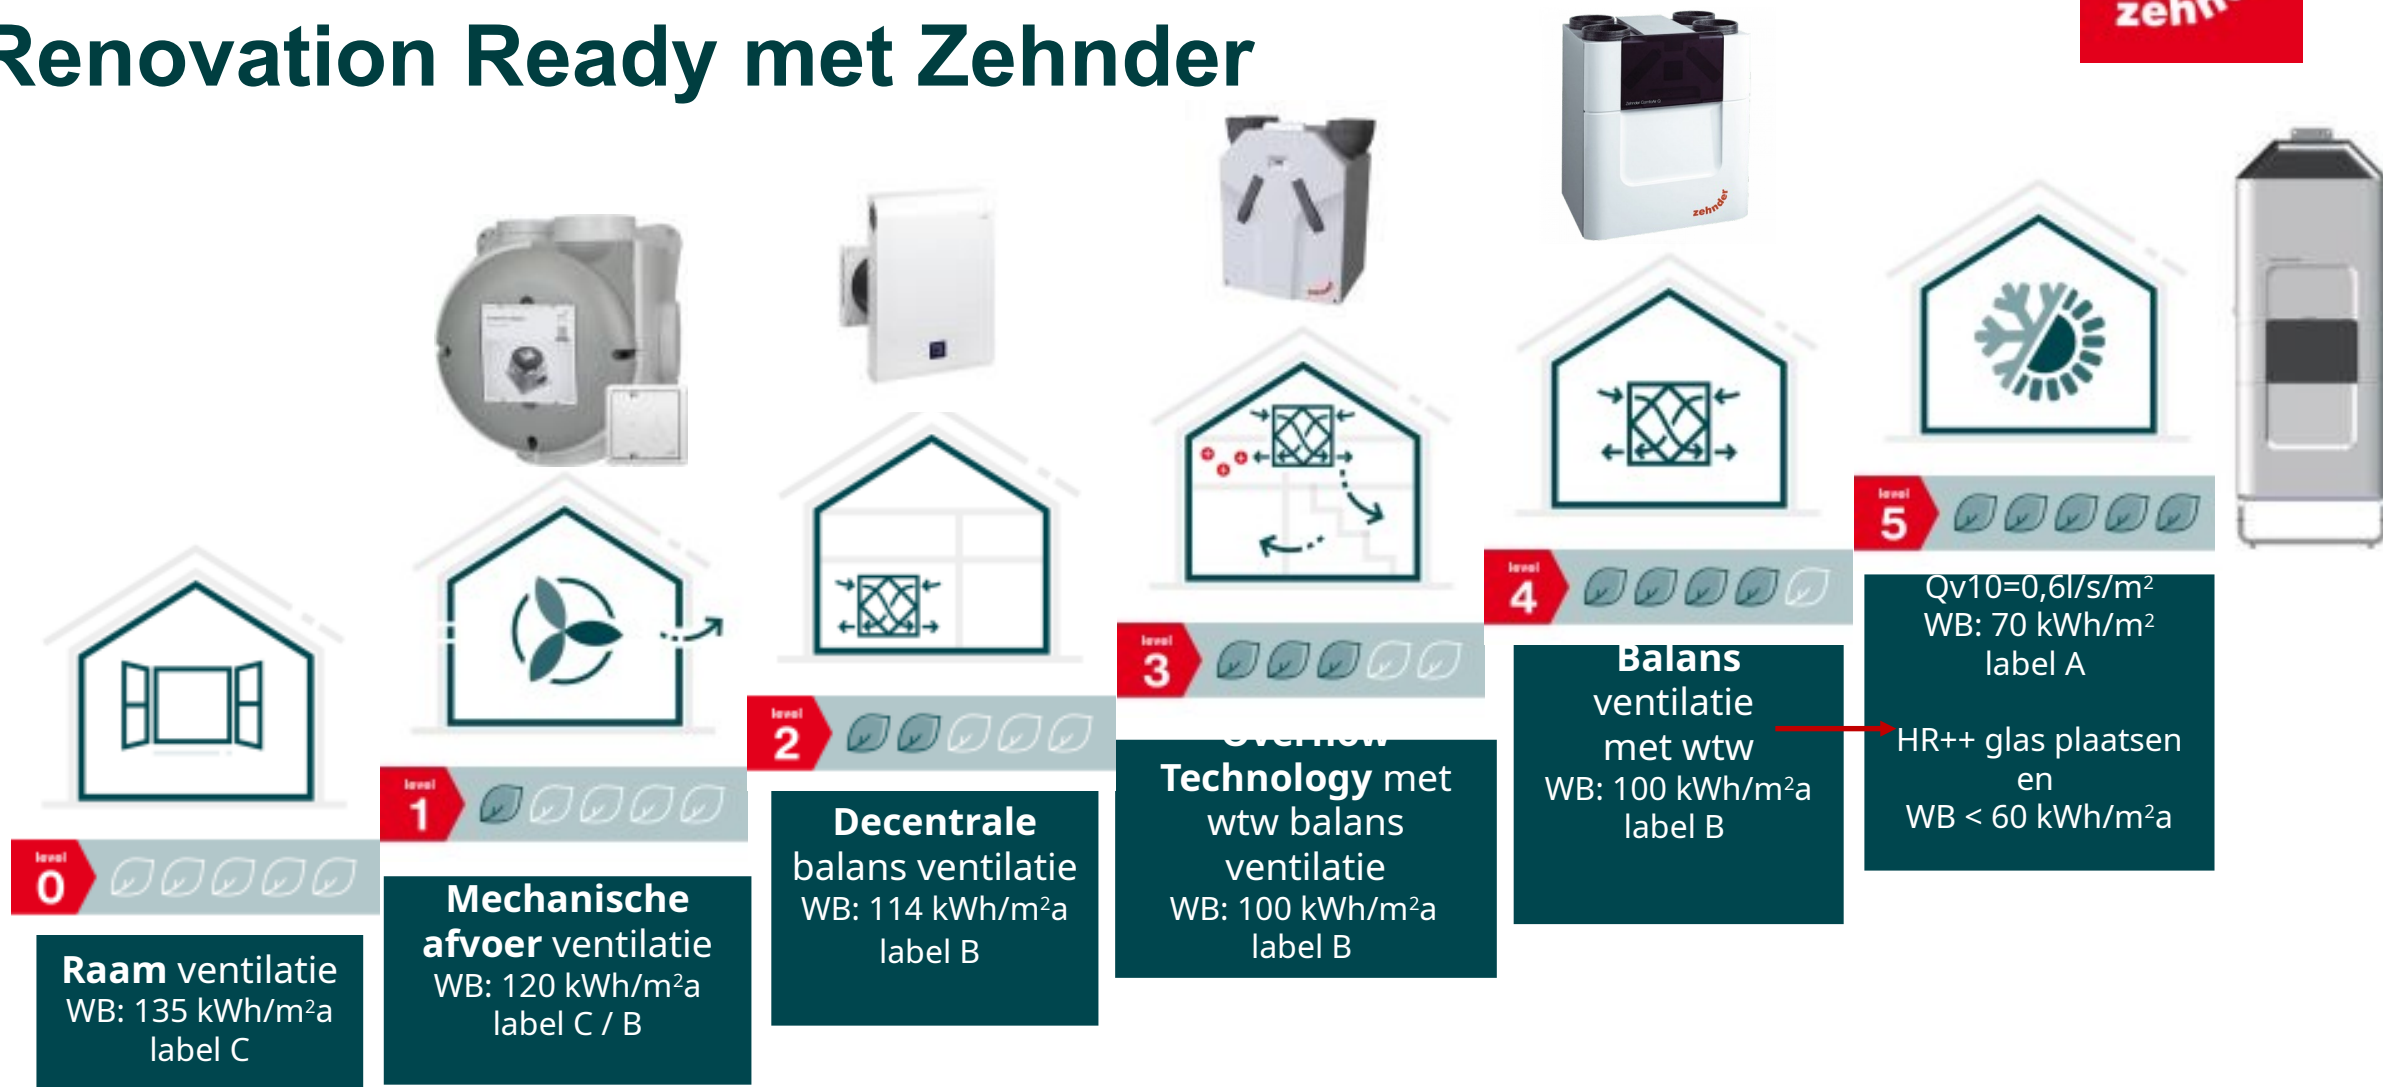 Renovation Ready met Zehnder
zehnder
zehnder
level
0
Raam ventilatie
WB: 135 kWh/m²a
label C
level
1
Mechanische
afvoer ventilatie
WB: 120 kWh/m²a
label C / B
level
2
Decentrale
balans ventilatie
WB: 114 kWh/m²a
label B
level
3
Overflow
Technology met
wtw balans
ventilatie
WB: 100 kWh/m²a
label B
level
4
Balans
ventilatie
met wtw
WB: 100 kWh/m²a
label B
level
5
Qv10=0,6l/s/m²
WB: 70 kWh/m²
label A
HR++ glas plaatsen
en
WB < 60 kWh/m²a